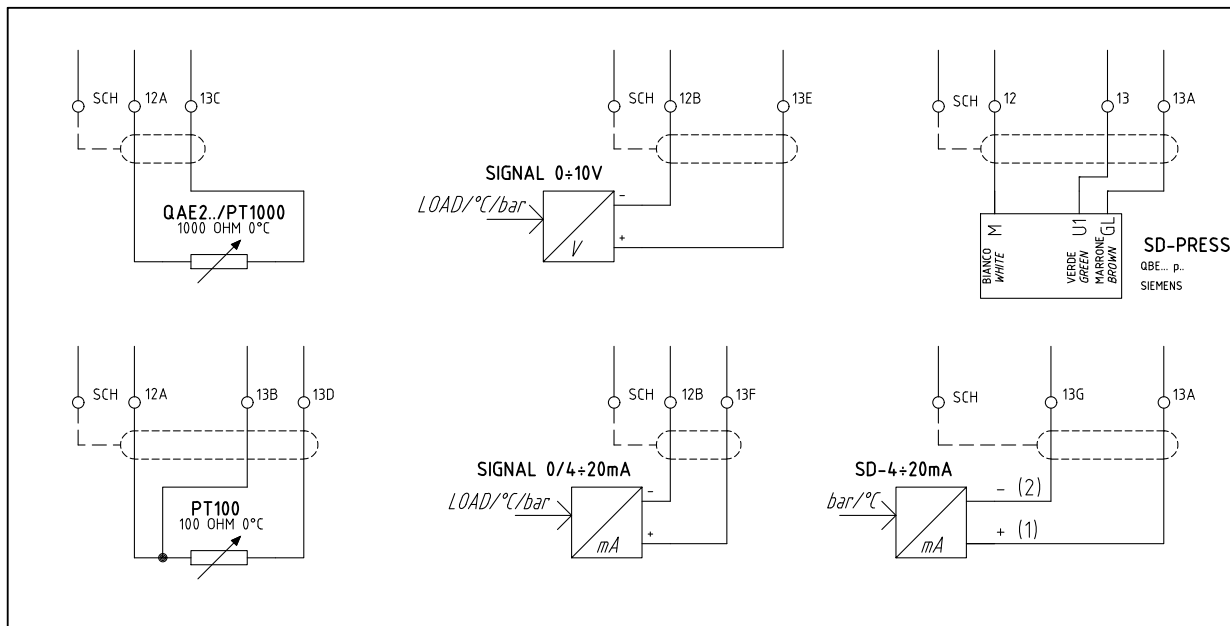 SCH 12A 13C
QAE2../PT1000
1000 OHM 0°C
SCH 12B 13E
SIGNAL 0÷10V
LOAD/°C/bar
-
+
V
SCH 12 13 13A
M U1 GL
BIANCO
WHITE
VERDE
GREEN
MARRONE
BROWN
SD-PRESS
QBE... p..
SIEMENS
SCH 12A 13B 13D
PT100
100 OHM 0°C
SCH 12B 13F
SIGNAL 0/4÷20mA
LOAD/°C/bar
-
+
mA
SCH 13G 13A
SD-4÷20mA
bar/°C
- (2)
+ (1)
mA